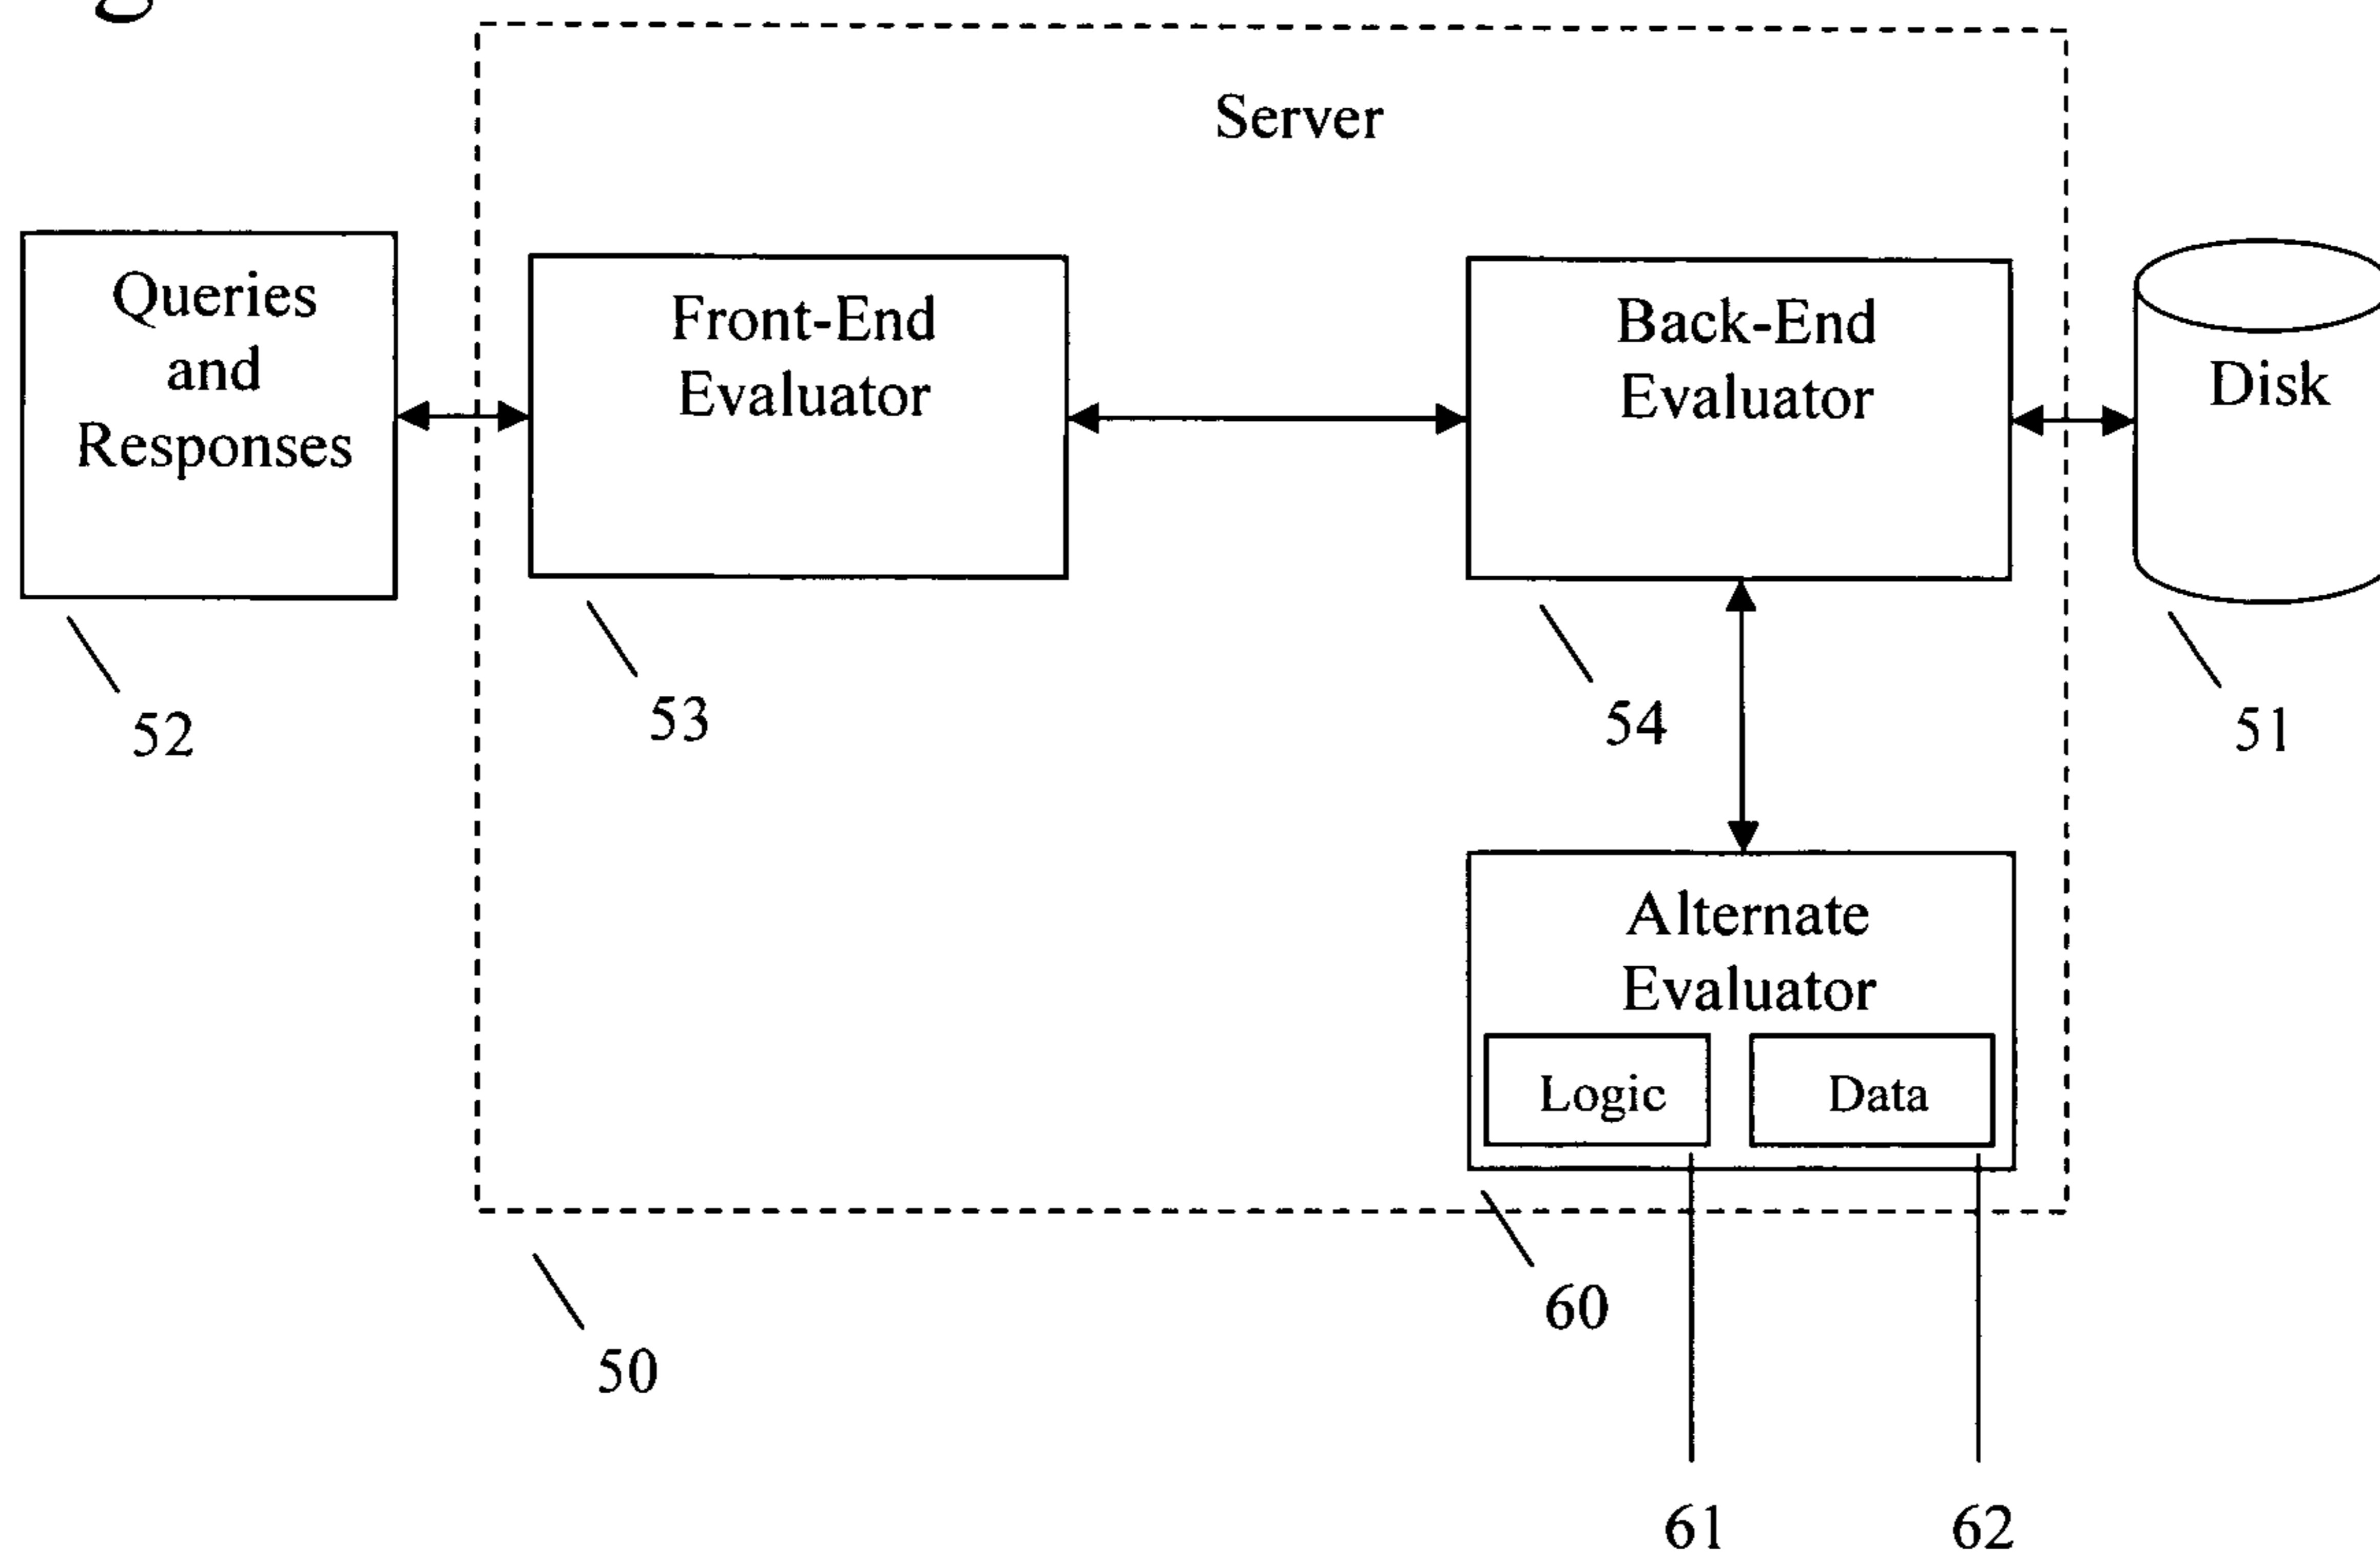 Server
Queries
and
Responses
Front-End
Evaluator
Back-End
Evaluator
Disk
52
53
54
51
Alternate
Evaluator
Logic
Data
60
50
61
62